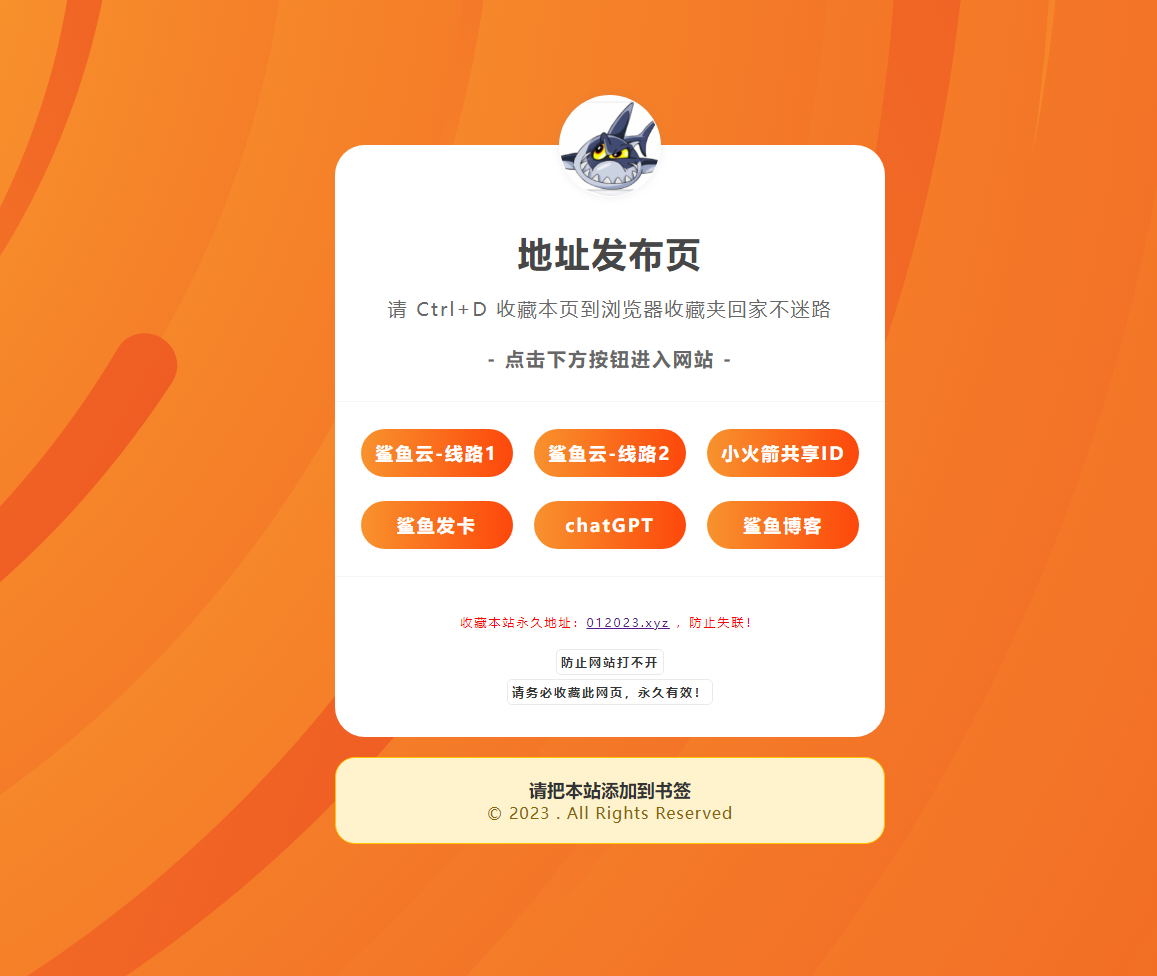 地址发布页
请 Ctrl+D 收藏本页到浏览器收藏夹回家不迷路
- 点击下方按钮进入网站 -
鲨鱼云-线路1
鲨鱼云-线路2
小火箭共享ID
鲨鱼发卡
chatGPT
鲨鱼博客
收藏本站永久地址：012023.xyz ，防止失联！
防止网站打不开
请务必收藏此网页，永久有效！
请把本站添加到书签
© 2023 . All Rights Reserved